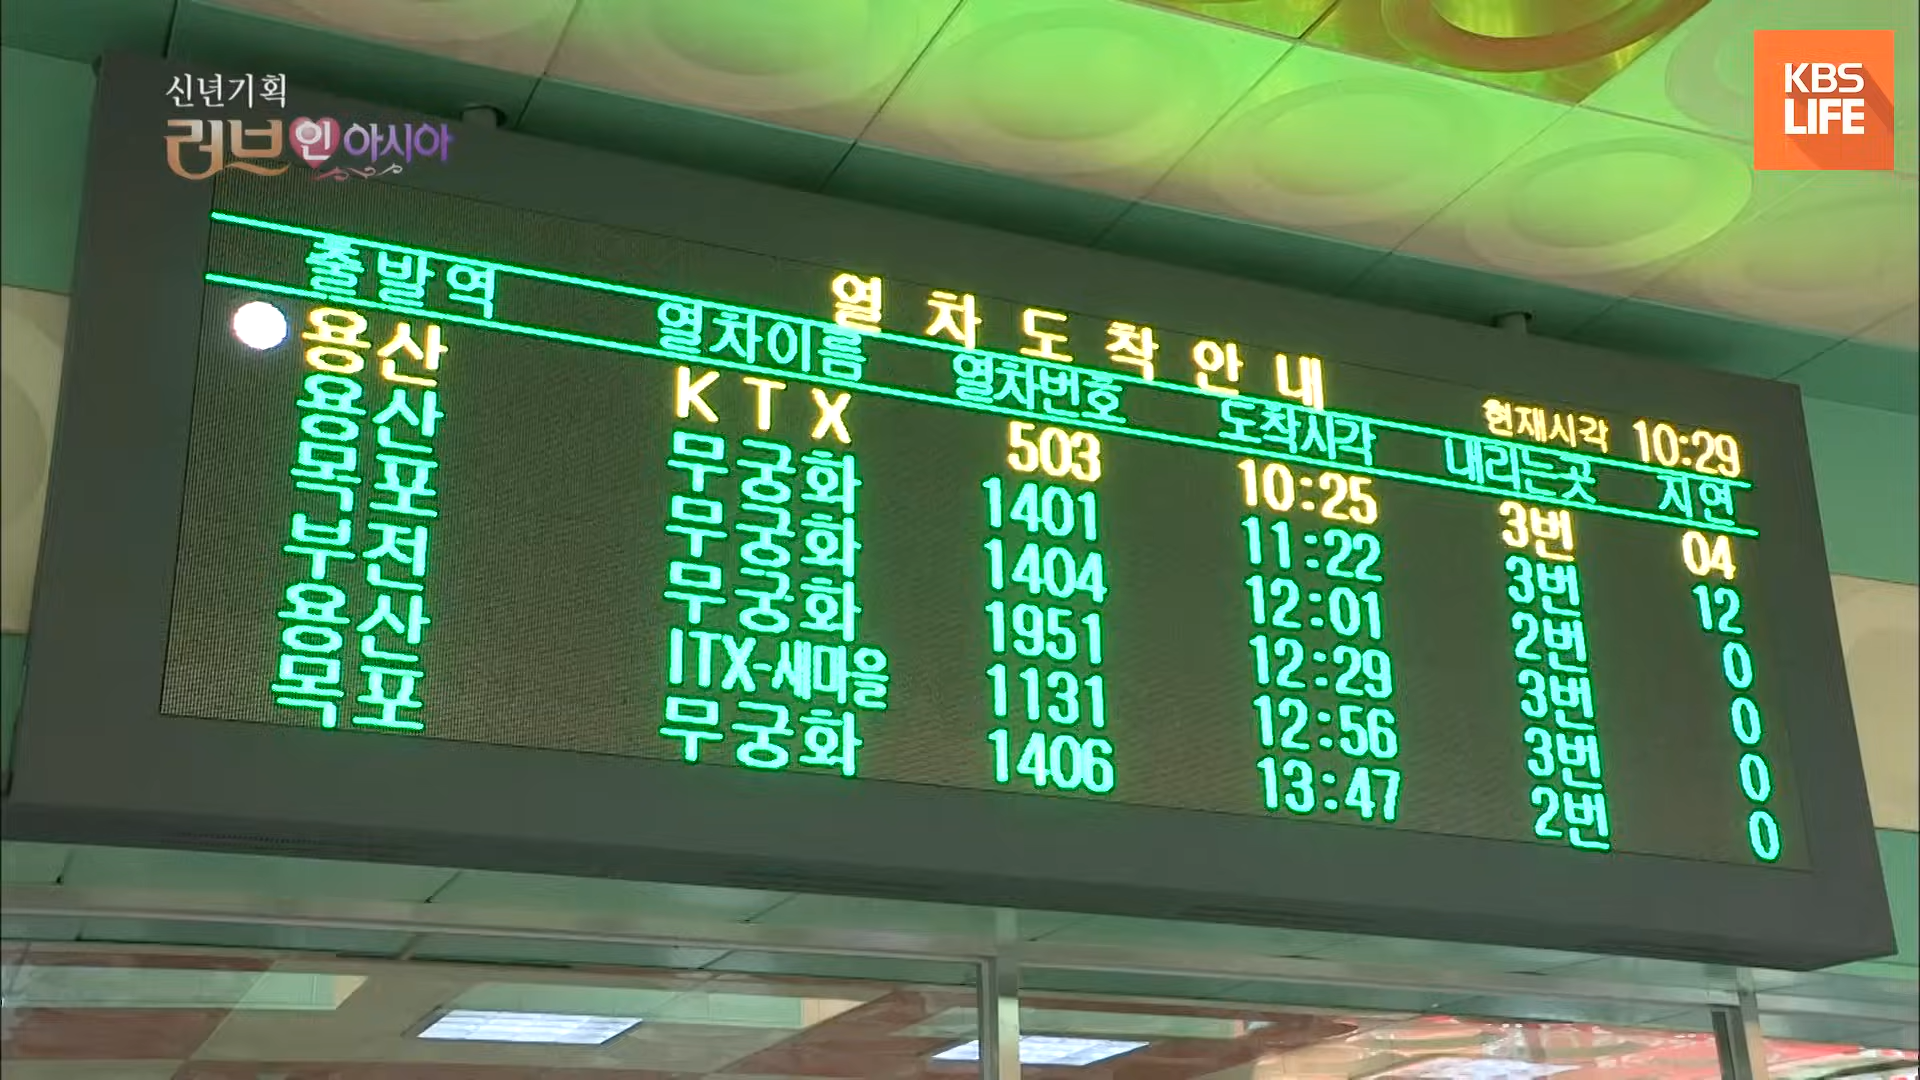 신년기획
러브 인 아시아
KBS
LIFE
열차도착안내
현재시각 10:29
출발역 열차이름 열차번호 도착시각 내리는곳 지연
용산 KTX 503 10:25 3번 04
용산 무궁화 1401 11:22 3번 12
목포 무궁화 1404 12:01 2번 0
부전 무궁화 1951 12:29 3번 0
용산 ITX-새마을 1131 12:56 3번 0
목포 무궁화 1406 13:47 2번 0